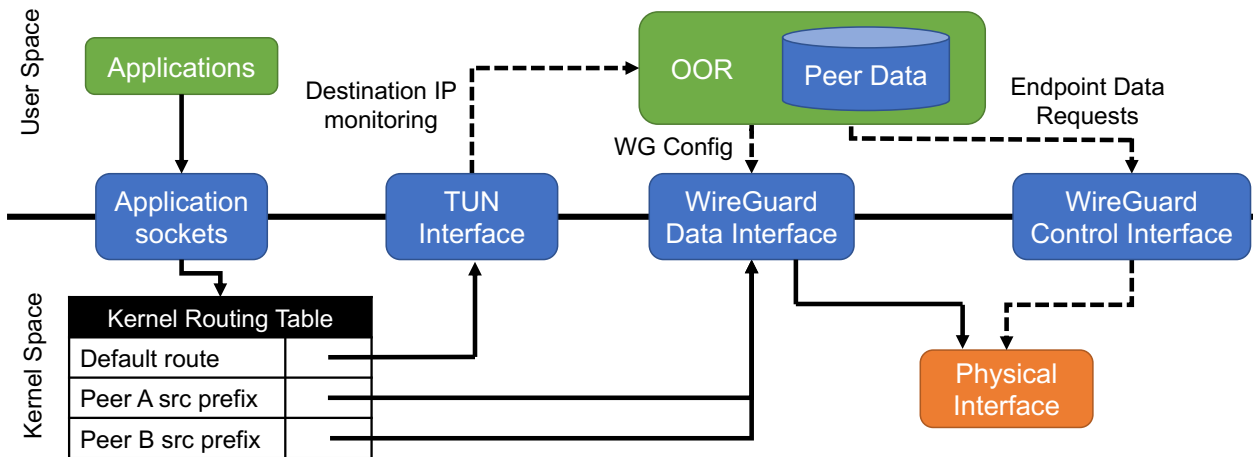 User Space
Applications
Destination IP
monitoring
OOR
Peer Data
WG Config
Endpoint Data
Requests
Application
sockets
TUN
Interface
WireGuard
Data Interface
WireGuard
Control Interface
Kernel Space
Kernel Routing Table
Default route
Peer A src prefix
Peer B src prefix
Physical
Interface